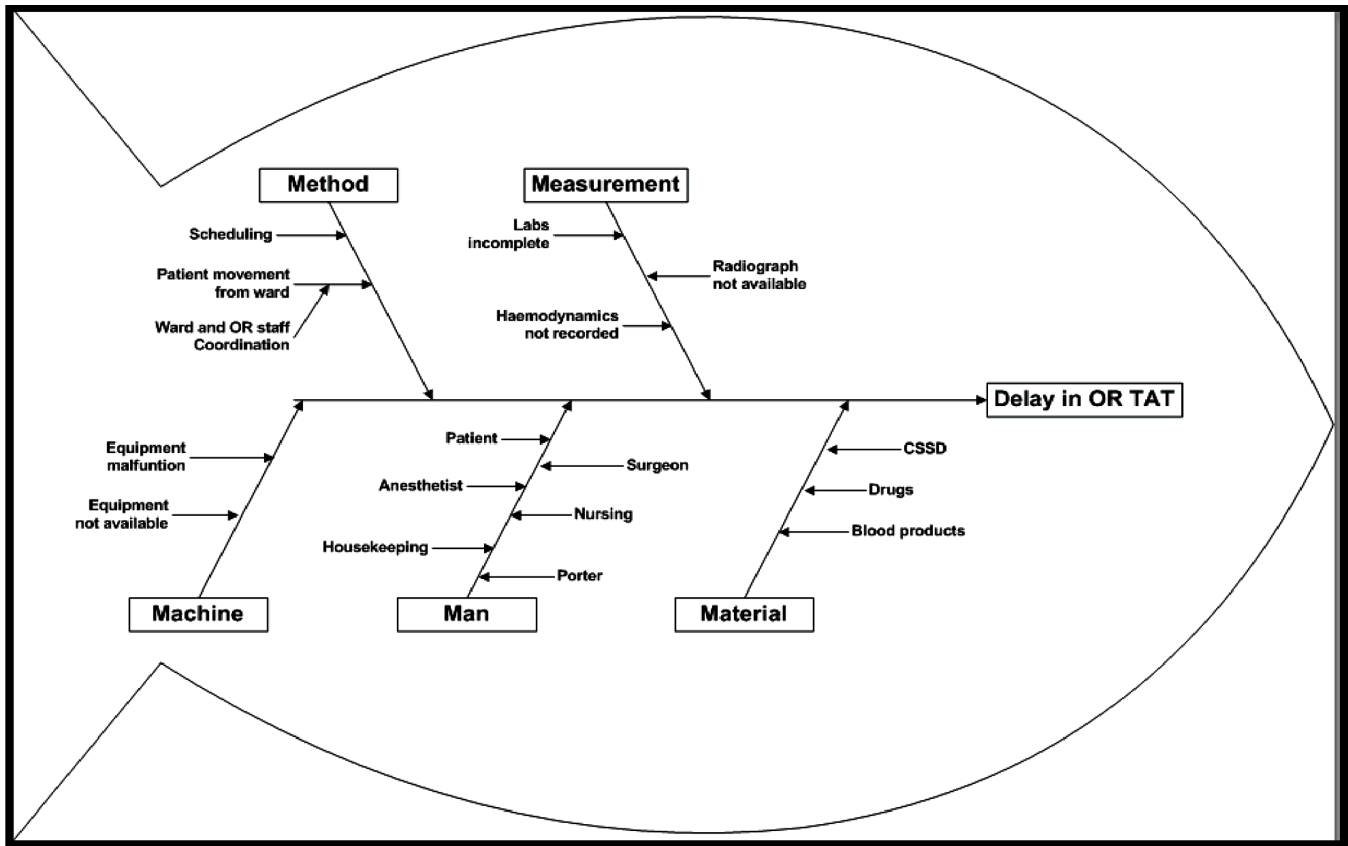 Method
Measurement
Scheduling
Patient movement
from ward
Ward and OR staff
Coordination
Labs
incomplete
Radiograph
not available
Haemodynamics
not recorded
Delay in OR TAT
Equipment
malfuntion
Equipment
not available
Patient
Surgeon
Anesthetist
Nursing
Housekeeping
Porter
CSSD
Drugs
Blood products
Machine
Man
Material